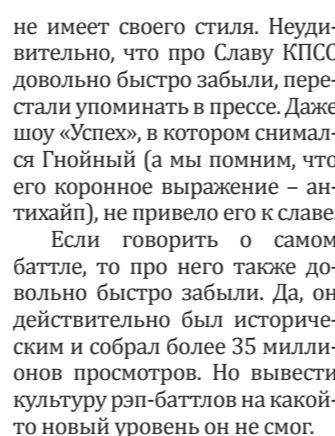 не имеет своего стиля. Неуди-
вительно, что про Славу КПСС
довольно быстро забыли, пере-
стали упоминать в прессе. Даже
шоу «Успех», в котором снимал-
ся Гнойный (а мы помним, что
его коронное выражение – ан-
тихайп), не привело его к славе.
Если говорить о самом
баттле, то про него также до-
вольно быстро забыли. Да, он
действительно был историче-
ским и собрал более 35 милли-
онов просмотров. Но вывести
культуру рэп-баттлов на какой-
то новый уровень он не смог.